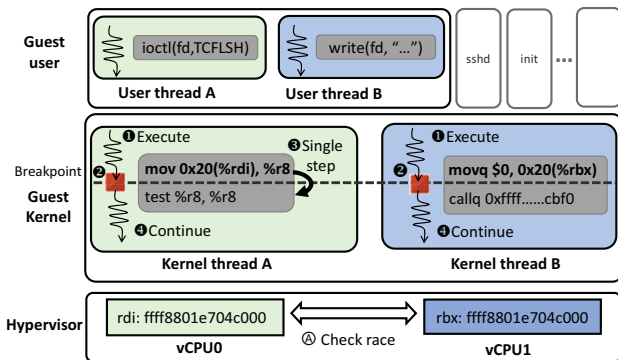 Guest
user
ioctl(fd,TCFLSH)
User thread A
write(fd, “…”)
User thread B
sshd
init
...
Breakpoint
Guest
Kernel
❶Execute
❷
❸Single
step
mov 0x20(%rdi), %r8
test %r8, %r8
❹Continue
Kernel thread A
❶Execute
❷
movq $0, 0x20(%rbx)
callq 0xffff......cbf0
❹Continue
Kernel thread B
Hypervisor
rdi: ffff8801e704c000
vCPU0
Ⓐ Check race
rbx: ffff8801e704c000
vCPU1